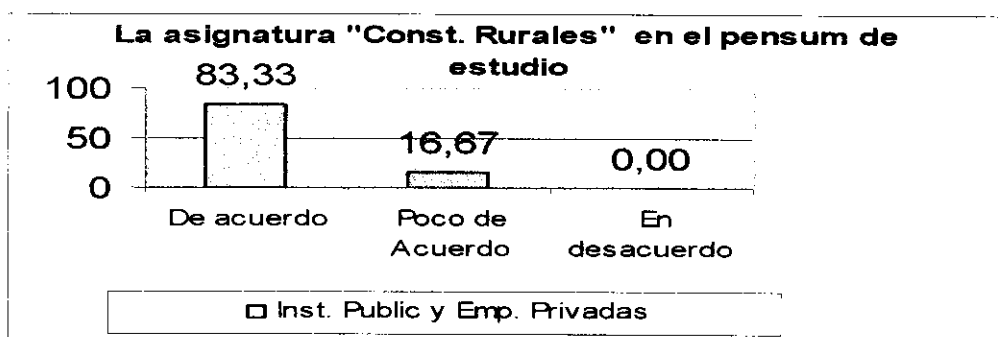 La asignatura "Const. Rurales" en el pensum de
estudio
83,33
16,67
0,00
100
50
0
De acuerdo
Poco de
Acuerdo
En
desacuerdo
Inst. Public y Emp. Privadas